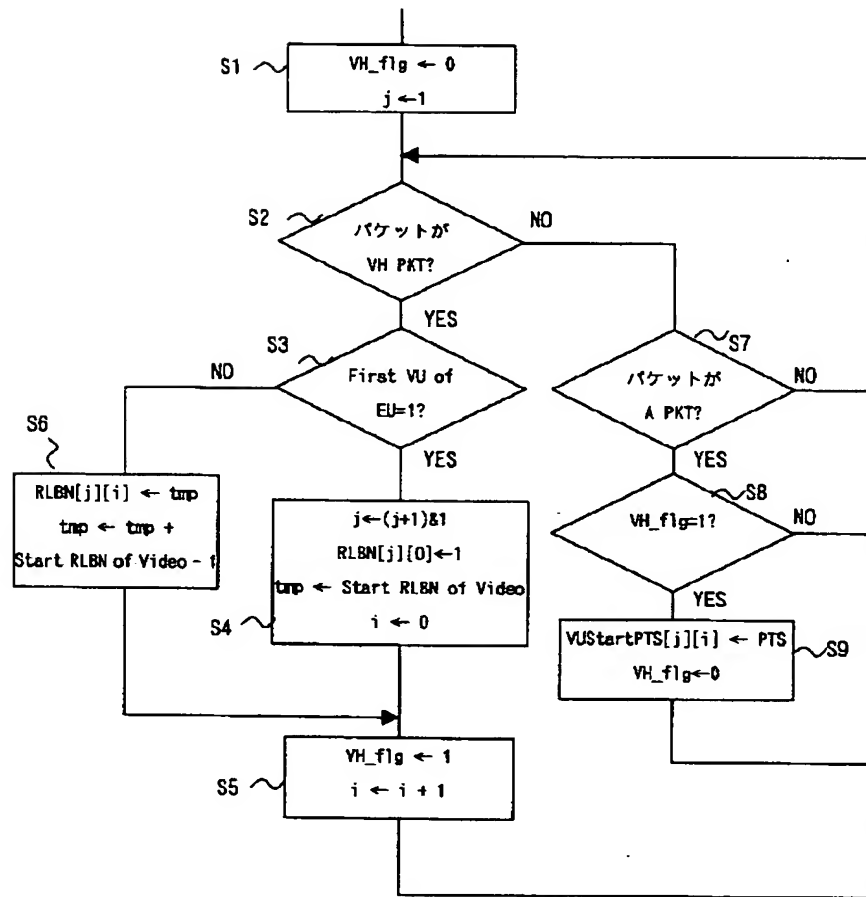 S1
VH_flg ← 0
j ←1
S2
パケットが
VH PKT?
NO
YES
S3
First VU of
EU=1?
NO
YES
S7
パケットが
A PKT?
NO
YES
S6
RLBN[j][i] ← tmp
tmp ← tmp +
Start RLBN of Video - 1
S4
j←(j+1)&1
RLBN[j][0]←1
tmp ← Start RLBN of Video
i ← 0
S8
VH_flg=1?
NO
YES
VUStartPTS[j][i] ← PTS
VH_flg←0
S9
S5
VH_flg ← 1
i ← i + 1